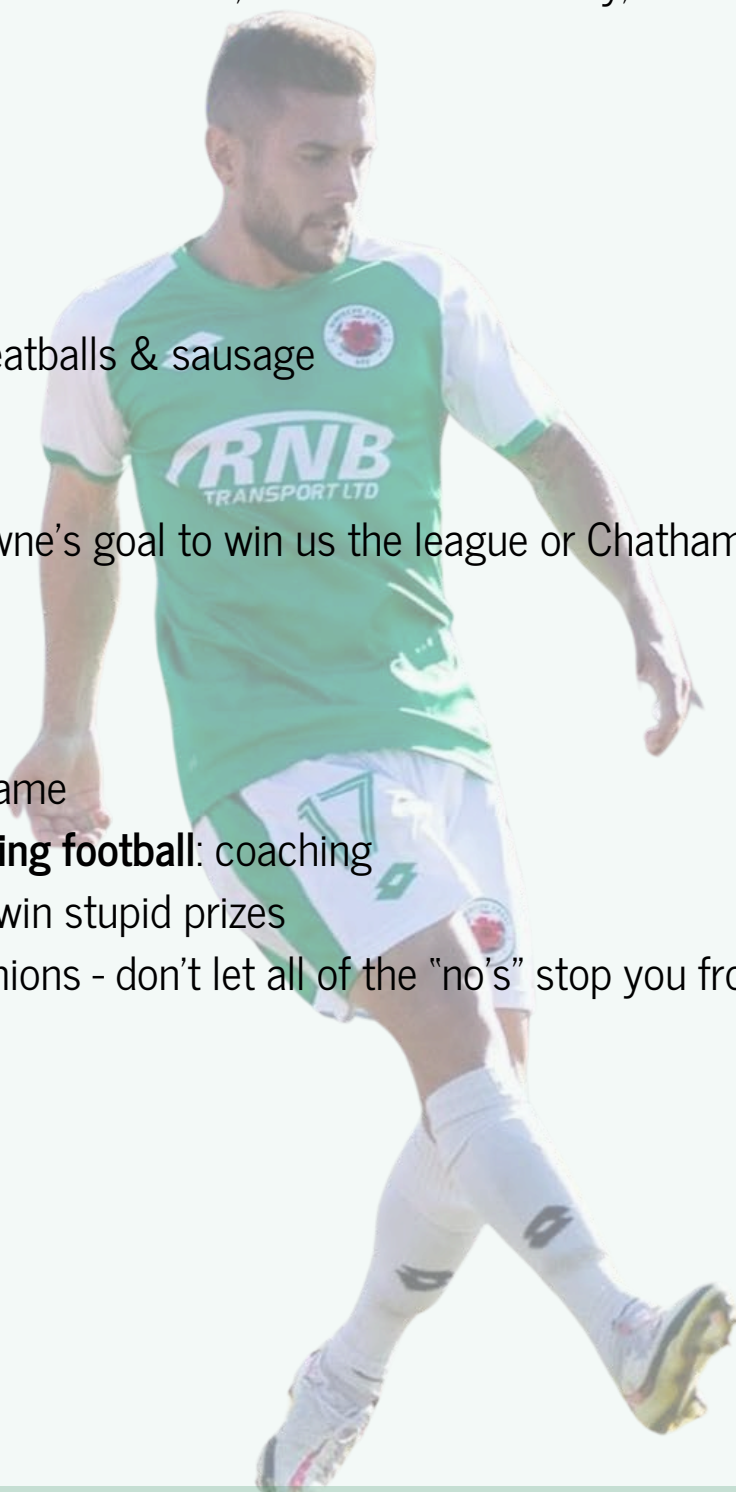 eatballs & sausage
RNB
TRANSPORT LTD
wne's goal to win us the league or Chatham
17
ame
ing football: coaching
win stupid prizes
nions - don't let all of the "no's" stop you fro